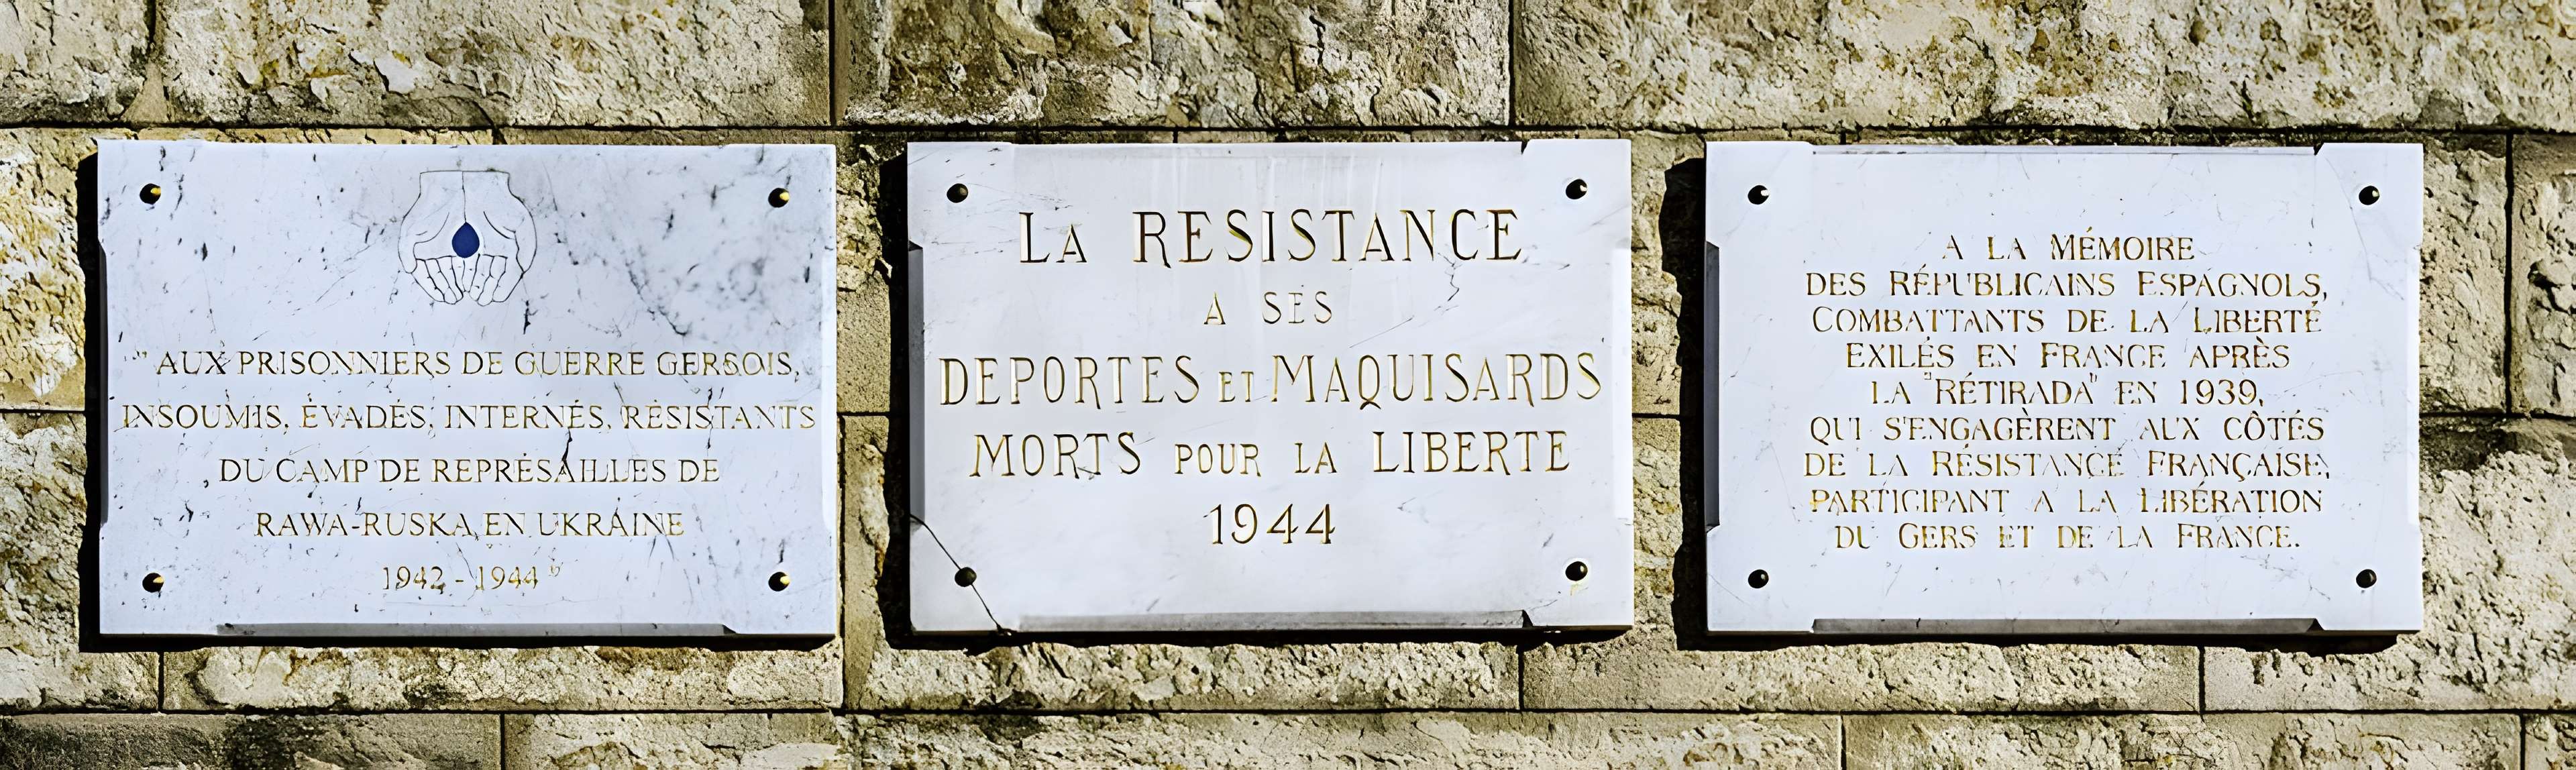 "AUX PRISONNIERS DE GUERRE GERSOIS,
INSOUMIS, ÉVADÉS, INTERNÉS, RÉSISTANTS
DU CAMP DE REPRÉSAILLES DE
RAWA-RUSKA EN UKRAINE
1942 - 1944"
LA RESISTANCE
A SES
DEPORTES ET MAQUISARDS
MORTS POUR LA LIBERTE
1944
A LA MÉMOIRE
DES RÉPUBLICAINS ESPAGNOLS,
COMBATTANTS DE LA LIBERTÉ
EXILÉS EN FRANCE APRÈS
LA "RÉTIRADA" EN 1939,
QUI S'ENGAGÈRENT AUX CÔTÉS
DE LA RÉSISTANCE FRANÇAISE,
PARTICIPANT A LA LIBÉRATION
DU GERS ET DE LA FRANCE.